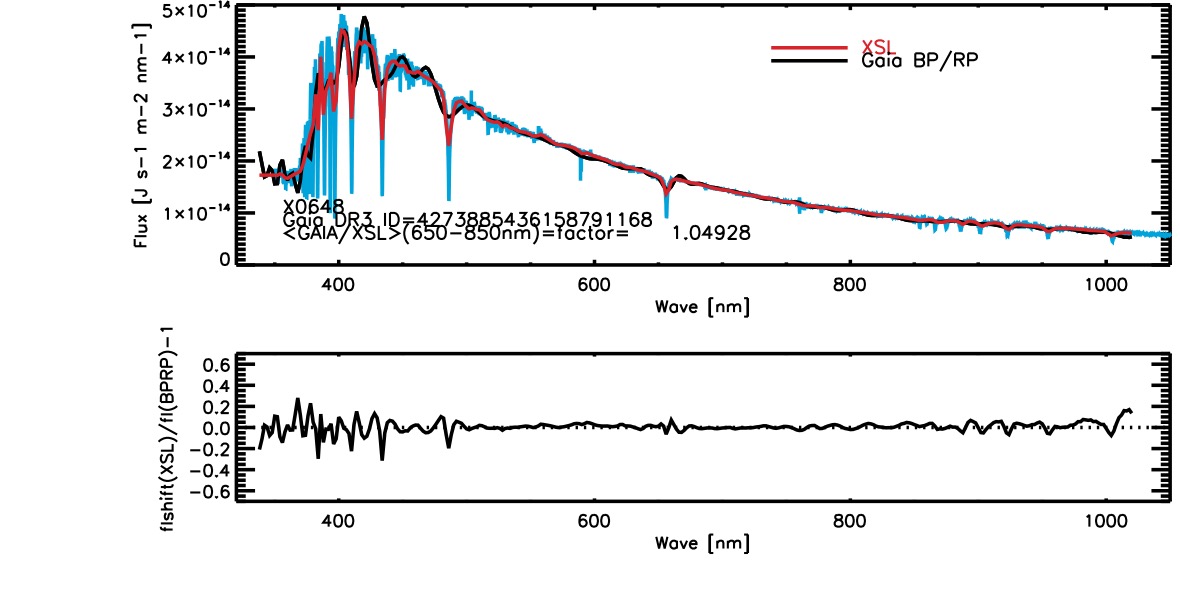 5×10⁻¹⁴
4×10⁻¹⁴
3×10⁻¹⁴
2×10⁻¹⁴
1×10⁻¹⁴
0
Flux [J s−1 m−2 nm−1]
XSL
Gaia BP/RP
X0648
Gaia DR3 ID=4273885436158791168
<GAIA/XSL>(650−850nm)=factor= 1.04928
400 600 800 1000
Wave [nm]
flshift(XSL)/fl(BPRP)−1
0.6
0.4
0.2
0.0
−0.2
−0.4
−0.6
400 600 800 1000
Wave [nm]